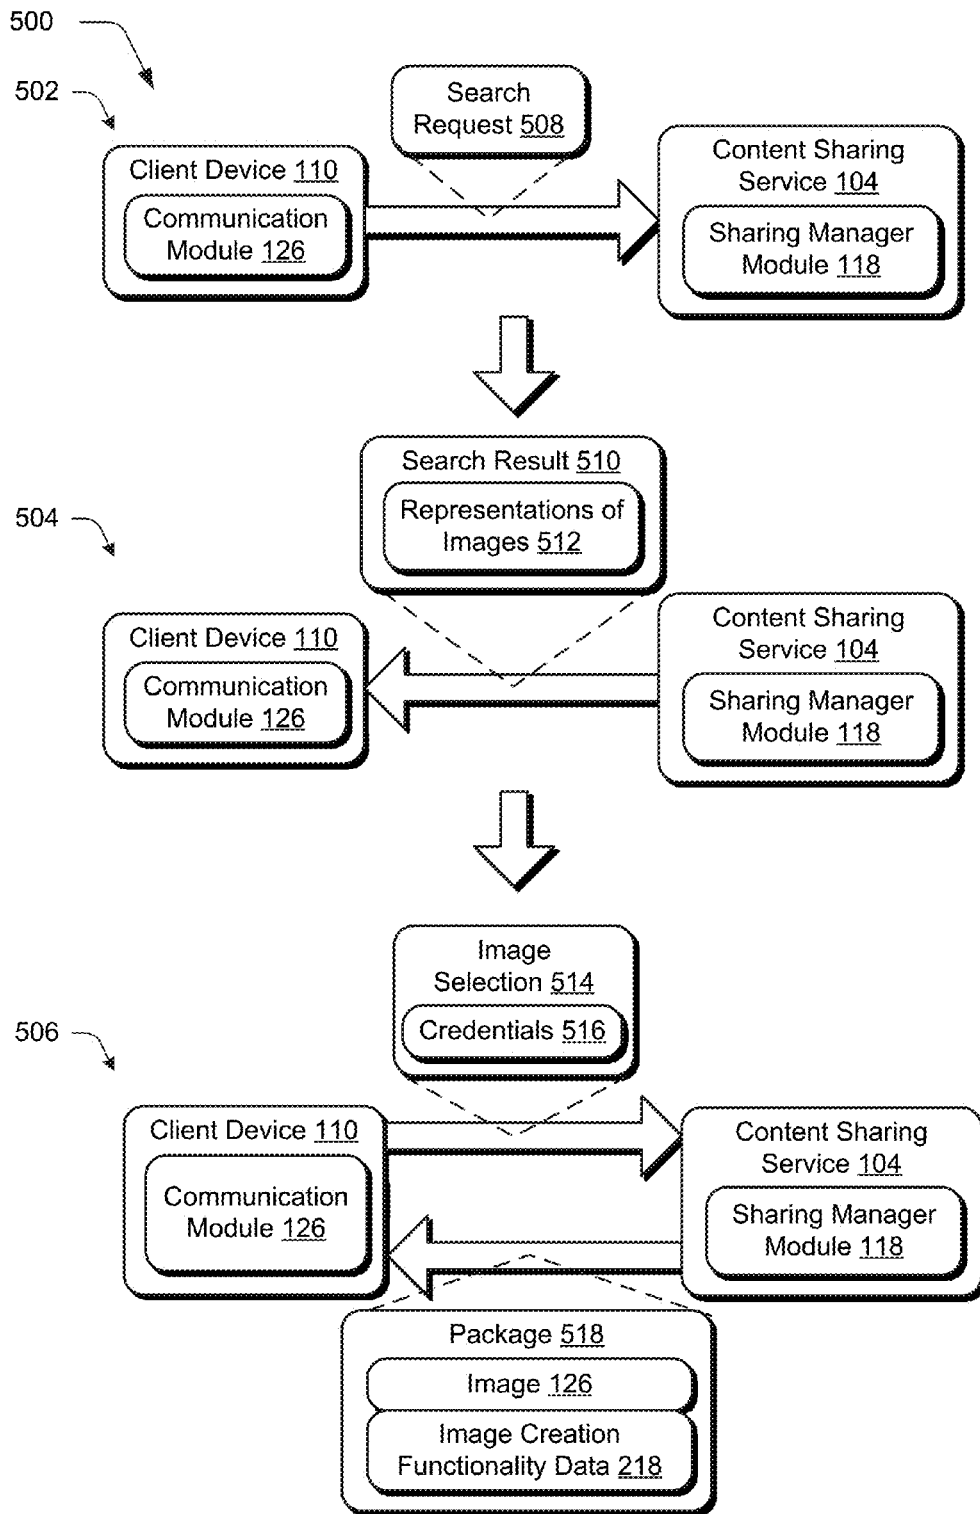 500
502
Search
Request 508
Client Device 110
Communication
Module 126
Content Sharing
Service 104
Sharing Manager
Module 118
Search Result 510
Representations of
Images 512
504
Client Device 110
Communication
Module 126
Content Sharing
Service 104
Sharing Manager
Module 118
Image
Selection 514
Credentials 516
506
Client Device 110
Communication
Module 126
Content Sharing
Service 104
Sharing Manager
Module 118
Package 518
Image 126
Image Creation
Functionality Data 218